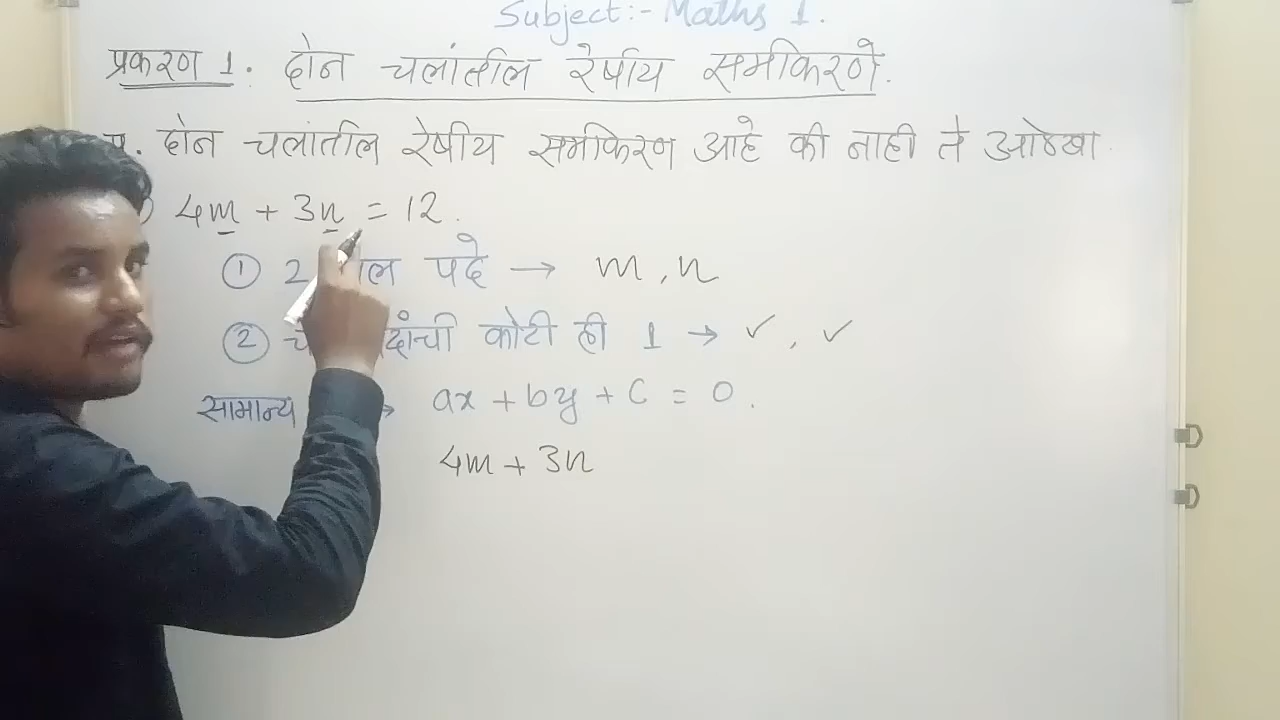 Subject:- Maths 1.
प्रकरण 1. दोन चलांतील रेषीय समीकरणे.
प्र. दोन चलांतील रेषीय समीकरण आहे की नाही ते ओळखा.
4m + 3n = 12.
① 2 पदे → m, n
② कोटी ही 1 → ✓, ✓
सामान्य → ax + by + c = 0.
4m + 3n